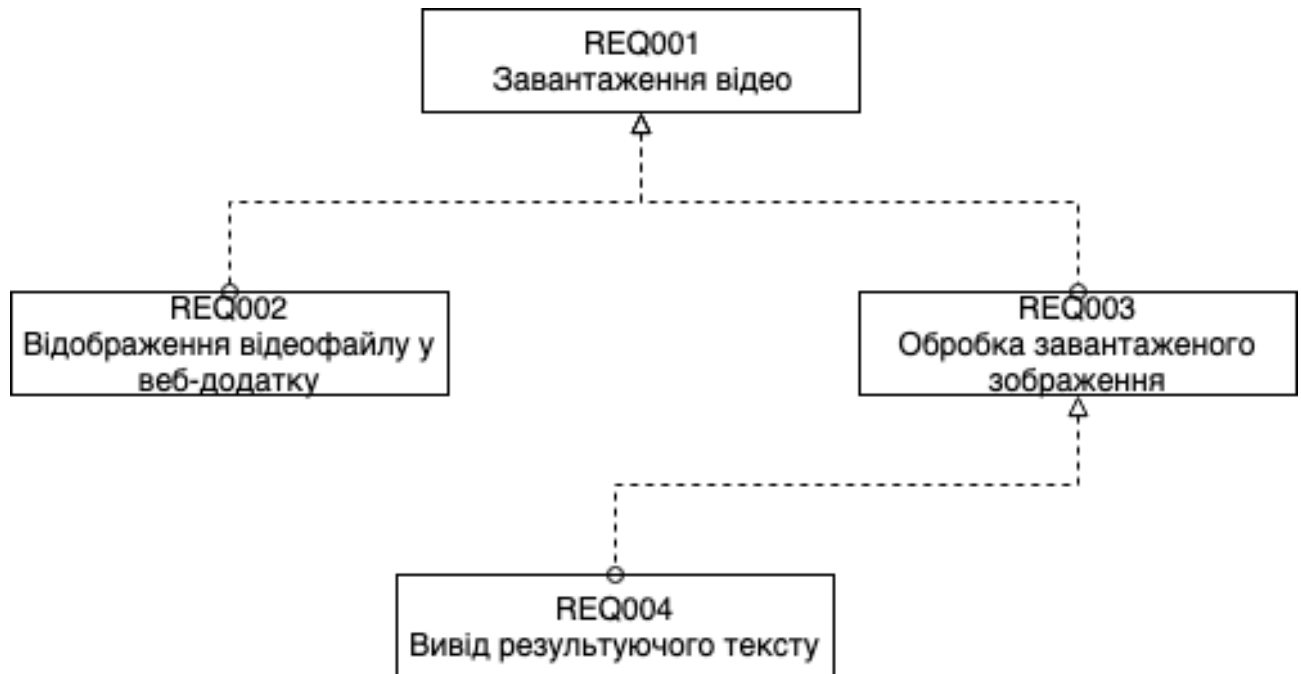 REQ001
Завантаження відео
REQ002
Відображення відеофайлу у
веб-додатку
REQ003
Обробка завантаженого
зображення
REQ004
Вивід результуючого тексту